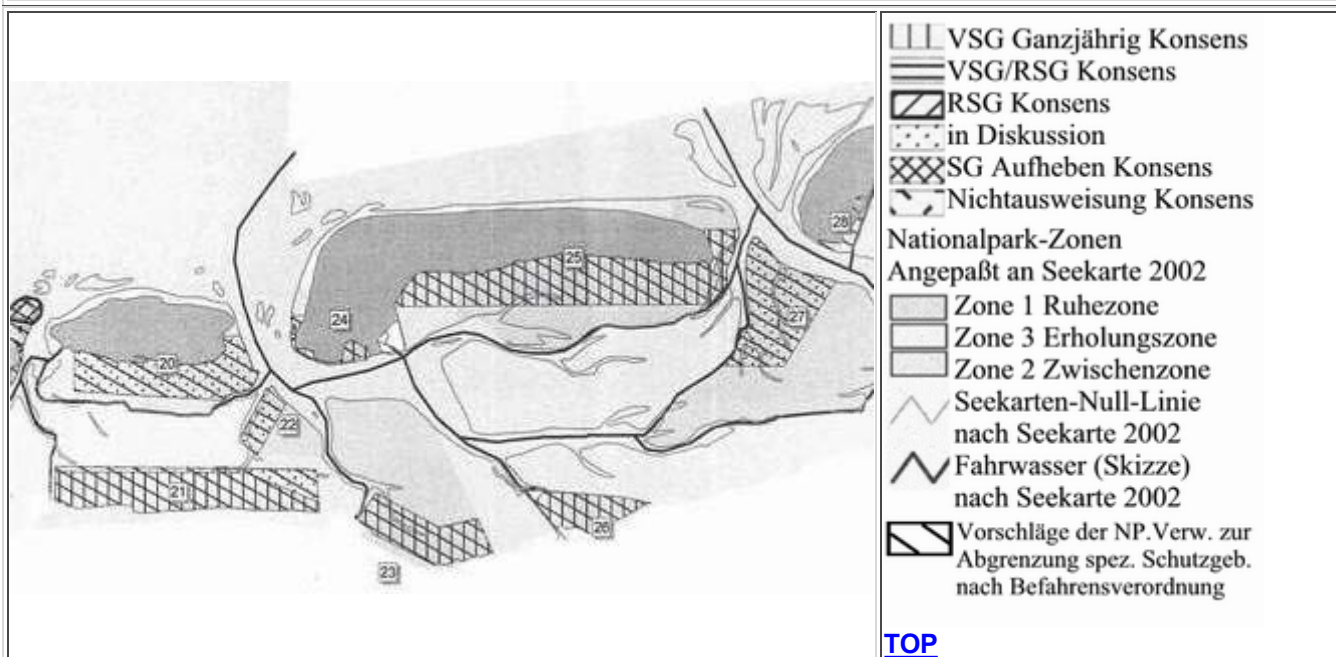 28
25
24
27
20
22
21
26
23
VSG Ganzjährig Konsens
VSG/RSG Konsens
RSG Konsens
in Diskussion
SG Aufheben Konsens
Nichtausweisung Konsens
Nationalpark-Zonen
Angepaßt an Seekarte 2002
Zone 1 Ruhezone
Zone 3 Erholungszone
Zone 2 Zwischenzone
Seekarten-Null-Linie
nach Seekarte 2002
Fahrwasser (Skizze)
nach Seekarte 2002
Vorschläge der NP.Verw. zur
Abgrenzung spez. Schutzgeb.
nach Befahrensverordnung
TOP